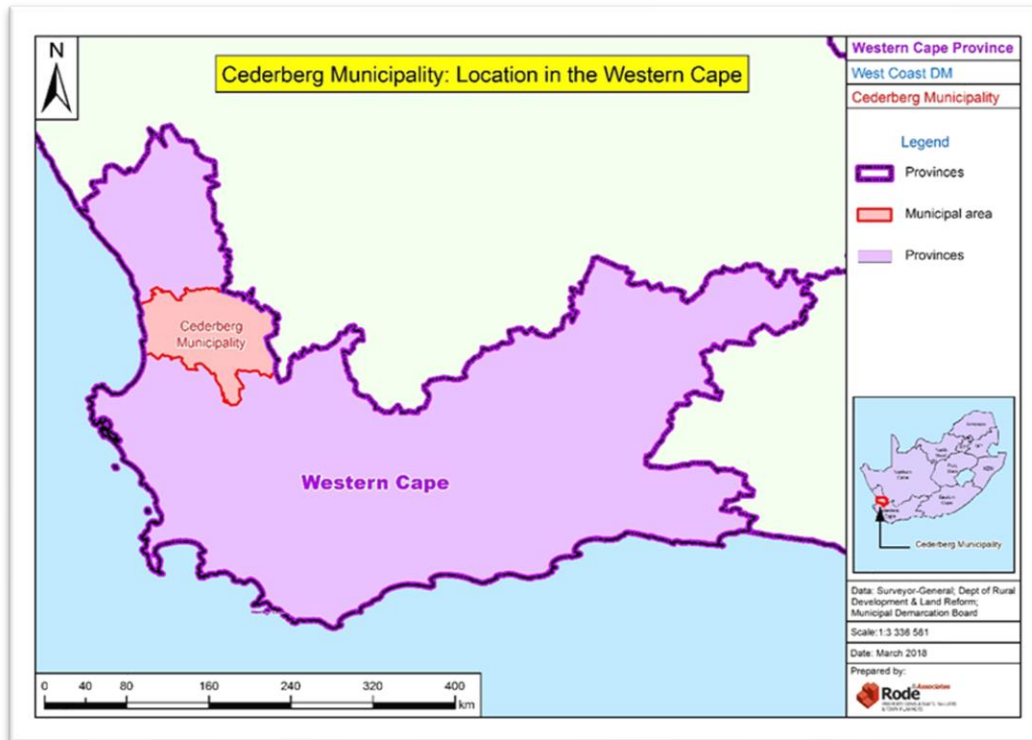 N
Cederberg Municipality: Location in the Western Cape
Western Cape Province
West Coast DM
Cederberg Municipality
Legend
Provinces
Municipal area
Provinces
Cederberg
Municipality
Western Cape
Cederberg Municipality
Data: Surveyor-General; Dept of Rural
Development & Land Reform;
Municipal Demarcation Board
Scale:1:3 336 581
Date: March 2018
Prepared by:
Rode
& Associates
0 40 80 160 240 320 400
km